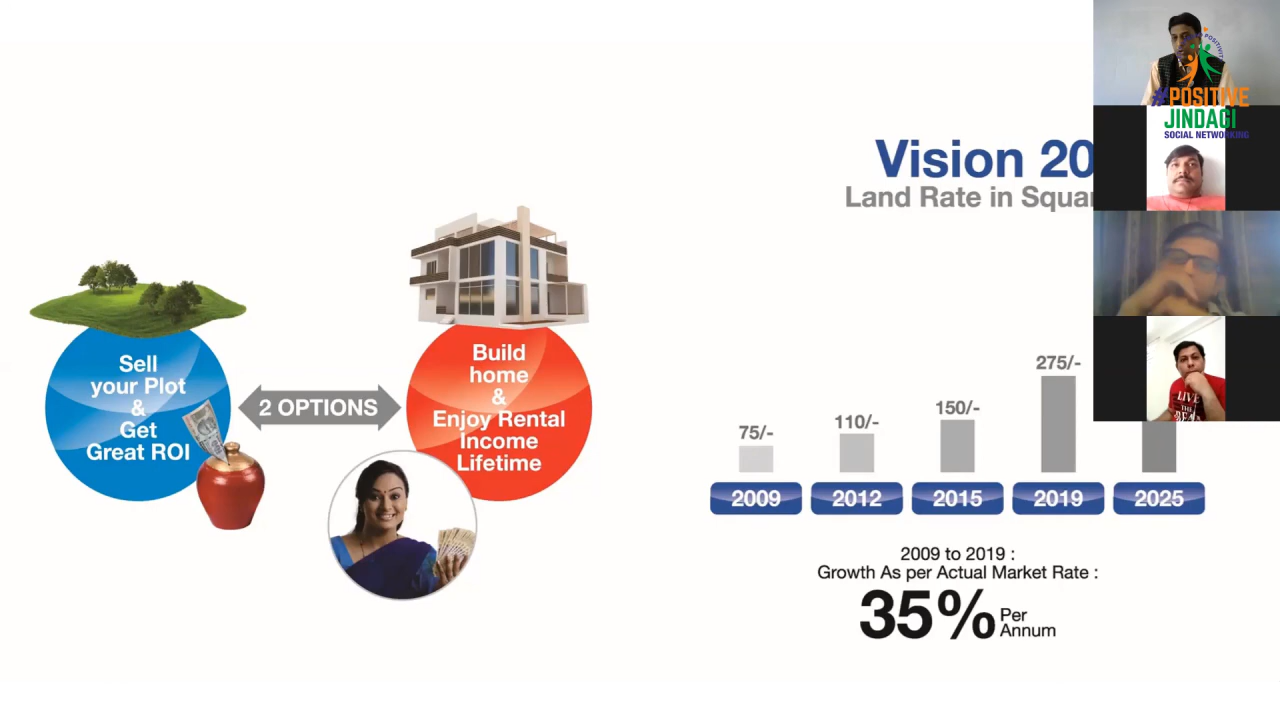 Sell
your Plot
&
Get
Great ROI
2 OPTIONS
Build
home
&
Enjoy Rental
Income
Lifetime
Vision 20
Land Rate in Squa
75/-
110/-
150/-
275/-
2009
2012
2015
2019
2025
2009 to 2019 :
Growth As per Actual Market Rate :
35% Per
Annum
#POSITIVE
JINDAGI
SOCIAL NETWORKING
LIVE
THE